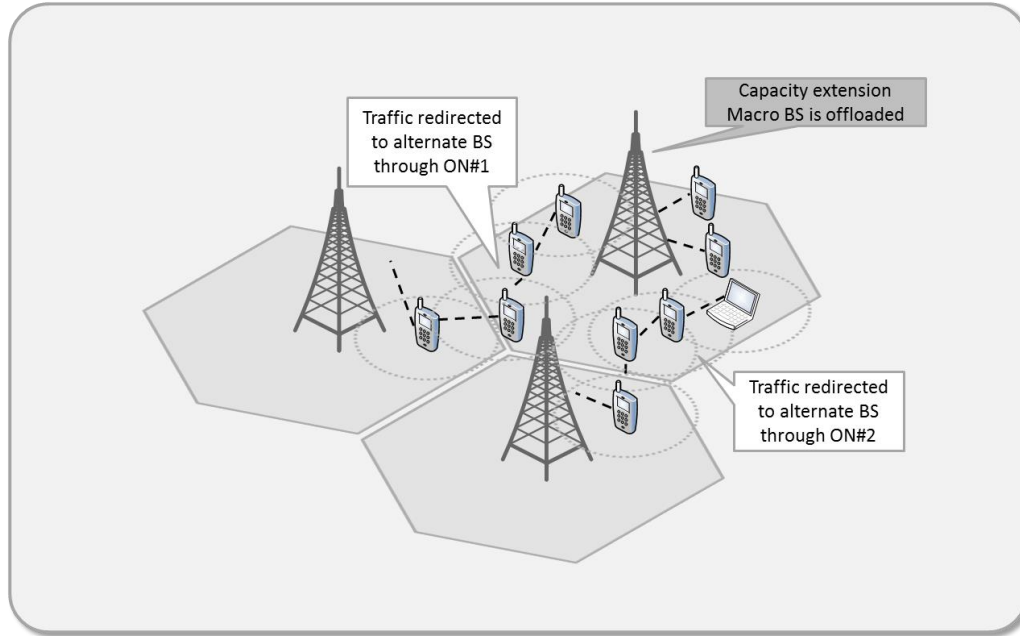 Capacity extension
Macro BS is offloaded
Traffic redirected
to alternate BS
through ON#1
Traffic redirected
to alternate BS
through ON#2